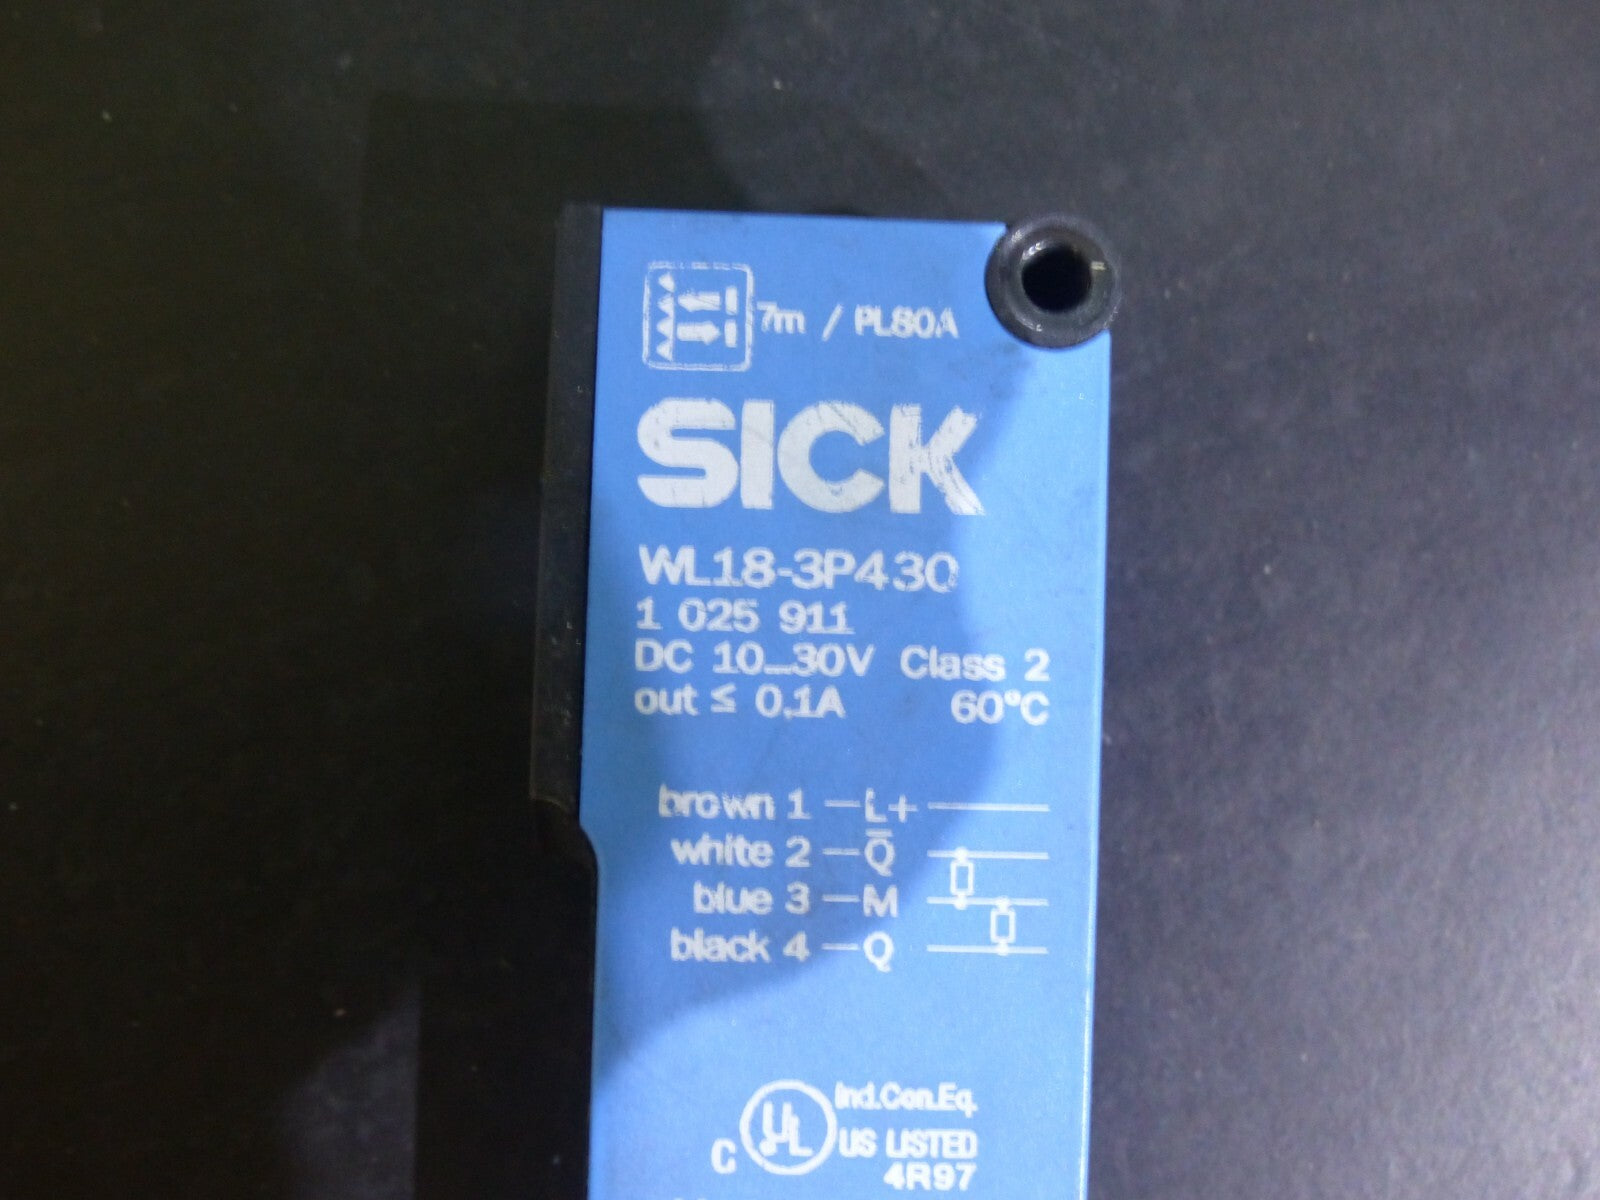 7m / PL80A
SICK
WL18-3P430
1 025 911
DC 10...30V Class 2
out ≤ 0,1A 60°C
brown 1 — L+
white 2 — Q̅
blue 3 — M
black 4 — Q
Ind.Con.Eq.
C UL US LISTED
4R97